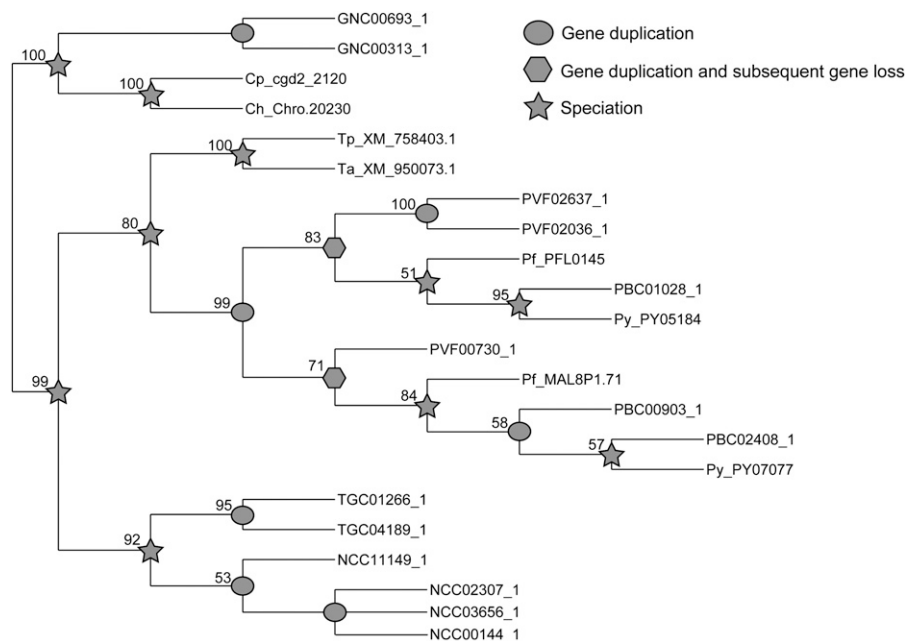 GNC00693_1
GNC00313_1
100
Cp_cgd2_2120
100
Ch_Chro.20230
Gene duplication
Gene duplication and subsequent gene loss
Speciation
Tp_XM_758403.1
100
Ta_XM_950073.1
PVF02637_1
100
PVF02036_1
80
83
Pf_PFL0145
51
PBC01028_1
95
Py_PY05184
99
PVF00730_1
71
Pf_MAL8P1.71
84
PBC00903_1
58
PBC02408_1
57
Py_PY07077
99
TGC01266_1
95
TGC04189_1
92
NCC11149_1
53
NCC02307_1
NCC03656_1
NCC00144_1